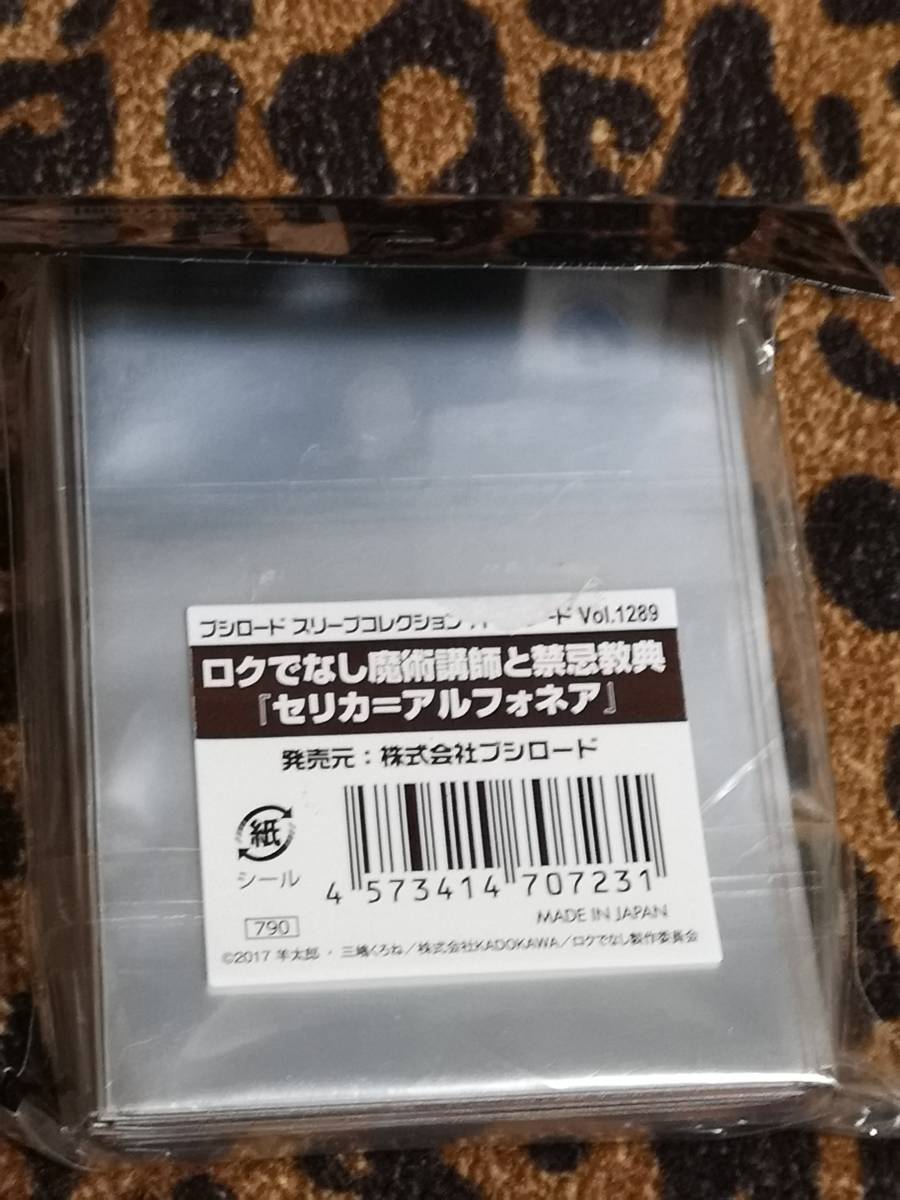 ブシロード スリーブコレクション ード Vol.1289
ロクでなし魔術講師と禁忌教典
『セリカ=アルフォネア』
発売元：株式会社ブシロード
紙
シール
4 573414 707231
790
MADE IN JAPAN
©2017 羊太郎・三嶋くろね／株式会社KADOKAWA／ロクでなし製作委員会